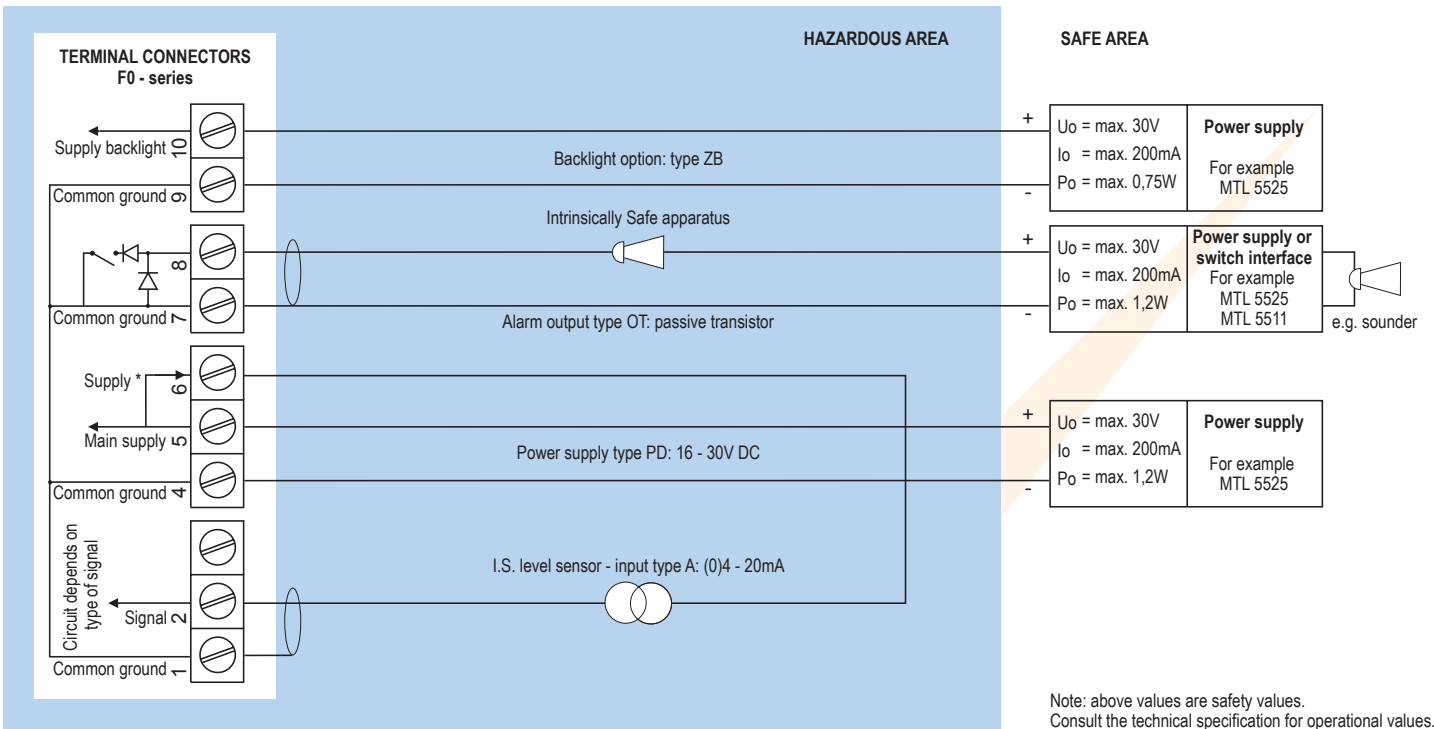 HAZARDOUS AREA
SAFE AREA
TERMINAL CONNECTORS
F0 - series
Supply backlight
10
Common ground
9
Backlight option: type ZB
+
-
Uo = max. 30V
Io = max. 200mA
Po = max. 0,75W
Power supply
For example
MTL 5525
Intrinsically Safe apparatus
8
Common ground
7
Alarm output type OT: passive transistor
+
-
Uo = max. 30V
Io = max. 200mA
Po = max. 1,2W
Power supply or
switch interface
For example
MTL 5525
MTL 5511
e.g. sounder
Supply *
6
Main supply
5
Common ground
4
Power supply type PD: 16 - 30V DC
+
-
Uo = max. 30V
Io = max. 200mA
Po = max. 1,2W
Power supply
For example
MTL 5525
Circuit depends on
type of signal
I.S. level sensor - input type A: (0)4 - 20mA
Signal
2
Common ground
1
Note: above values are safety values.
Consult the technical specification for operational values.